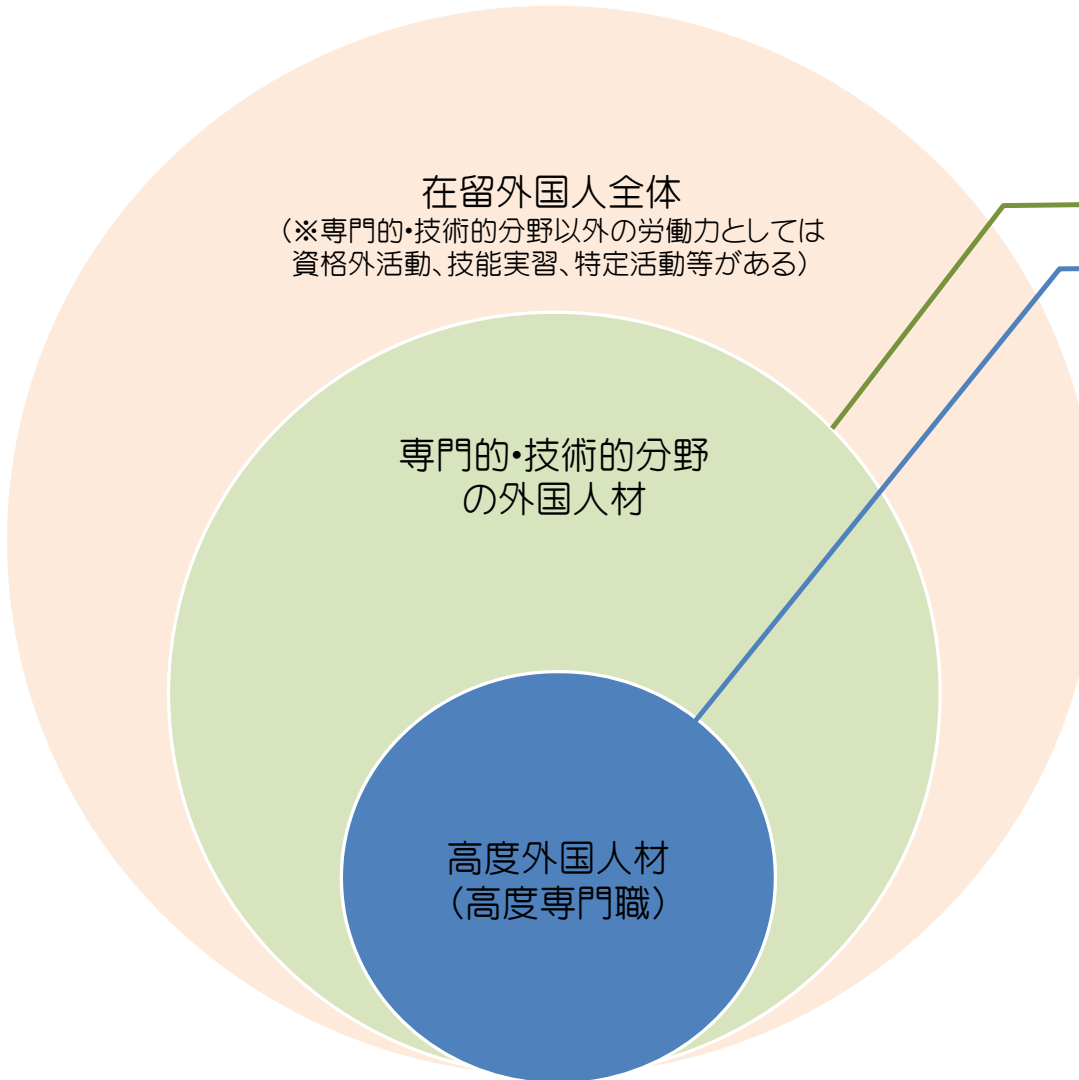 在留外国人全体
（※専門的・技術的分野以外の労働力としては
資格外活動、技能実習、特定活動等がある）
専門的・技術的分野
の外国人材
高度外国人材
（高度専門職）